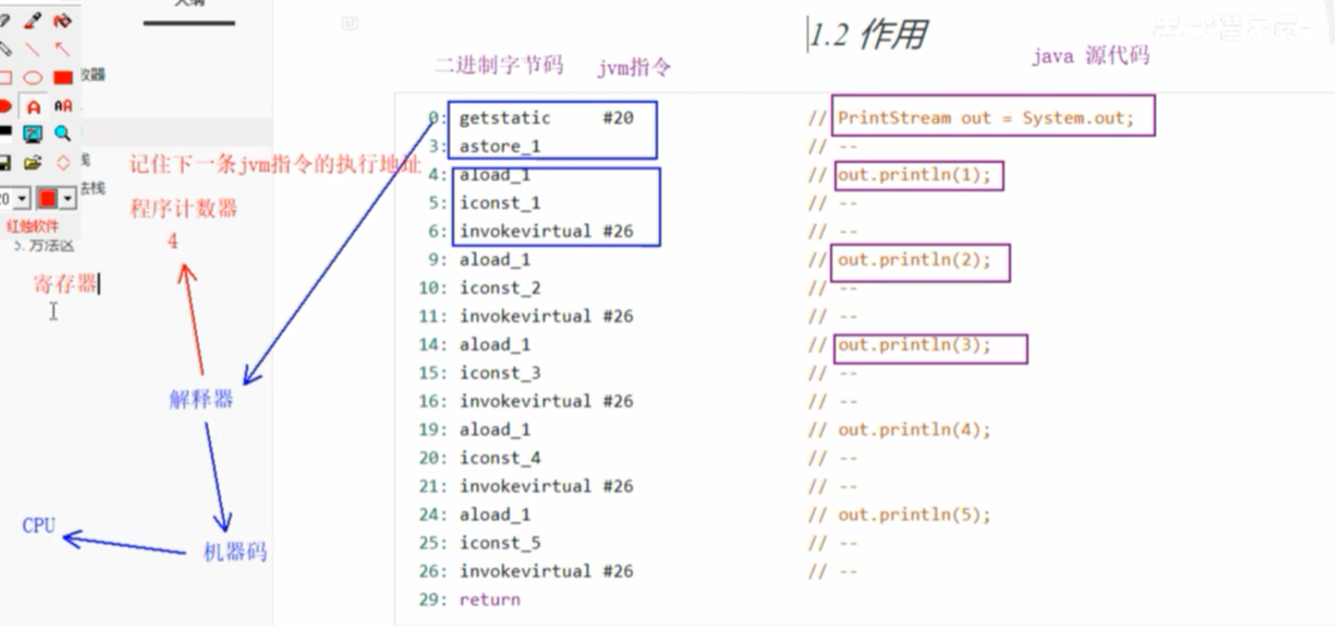 1.2 作用
二进制字节码 jvm指令
java 源代码
0: getstatic #20 // PrintStream out = System.out;
3: astore_1 // --
4: aload_1 // out.println(1);
5: iconst_1 // --
6: invokevirtual #26 // --
9: aload_1 // out.println(2);
10: iconst_2 // --
11: invokevirtual #26 // --
14: aload_1 // out.println(3);
15: iconst_3 // --
16: invokevirtual #26 // --
19: aload_1 // out.println(4);
20: iconst_4 // --
21: invokevirtual #26 // --
24: aload_1 // out.println(5);
25: iconst_5 // --
26: invokevirtual #26 // --
29: return
记住下一条jvm指令的执行地址
程序计数器
4
红烛软件
5. 方法区
寄存器
解释器
CPU
机器码